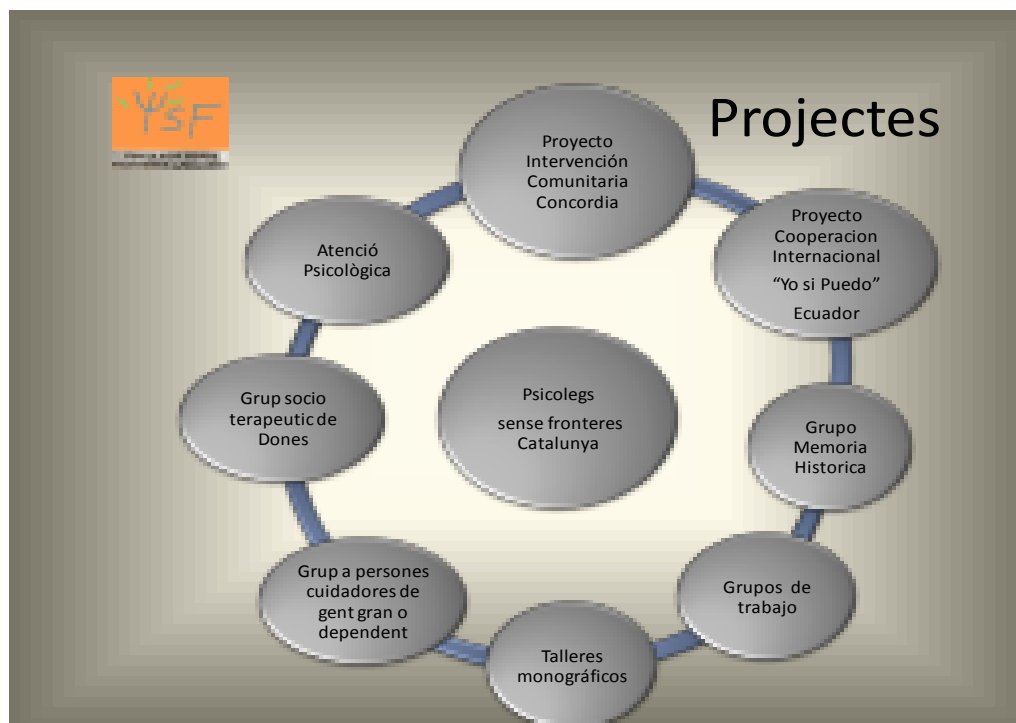 ΨSF
Projectes
Proyecto
Intervención
Comunitaria
Concordia
Proyecto
Cooperacion
Internacional
“Yo si Puedo”
Ecuador
Grupo
Memoria
Historica
Grupos de
trabajo
Talleres
monográficos
Grup a persones
cuidadores de
gent gran o
dependent
Grup socio
terapeutic de
Dones
Atenció
Psicològica
Psicolegs
sense fronteres
Catalunya